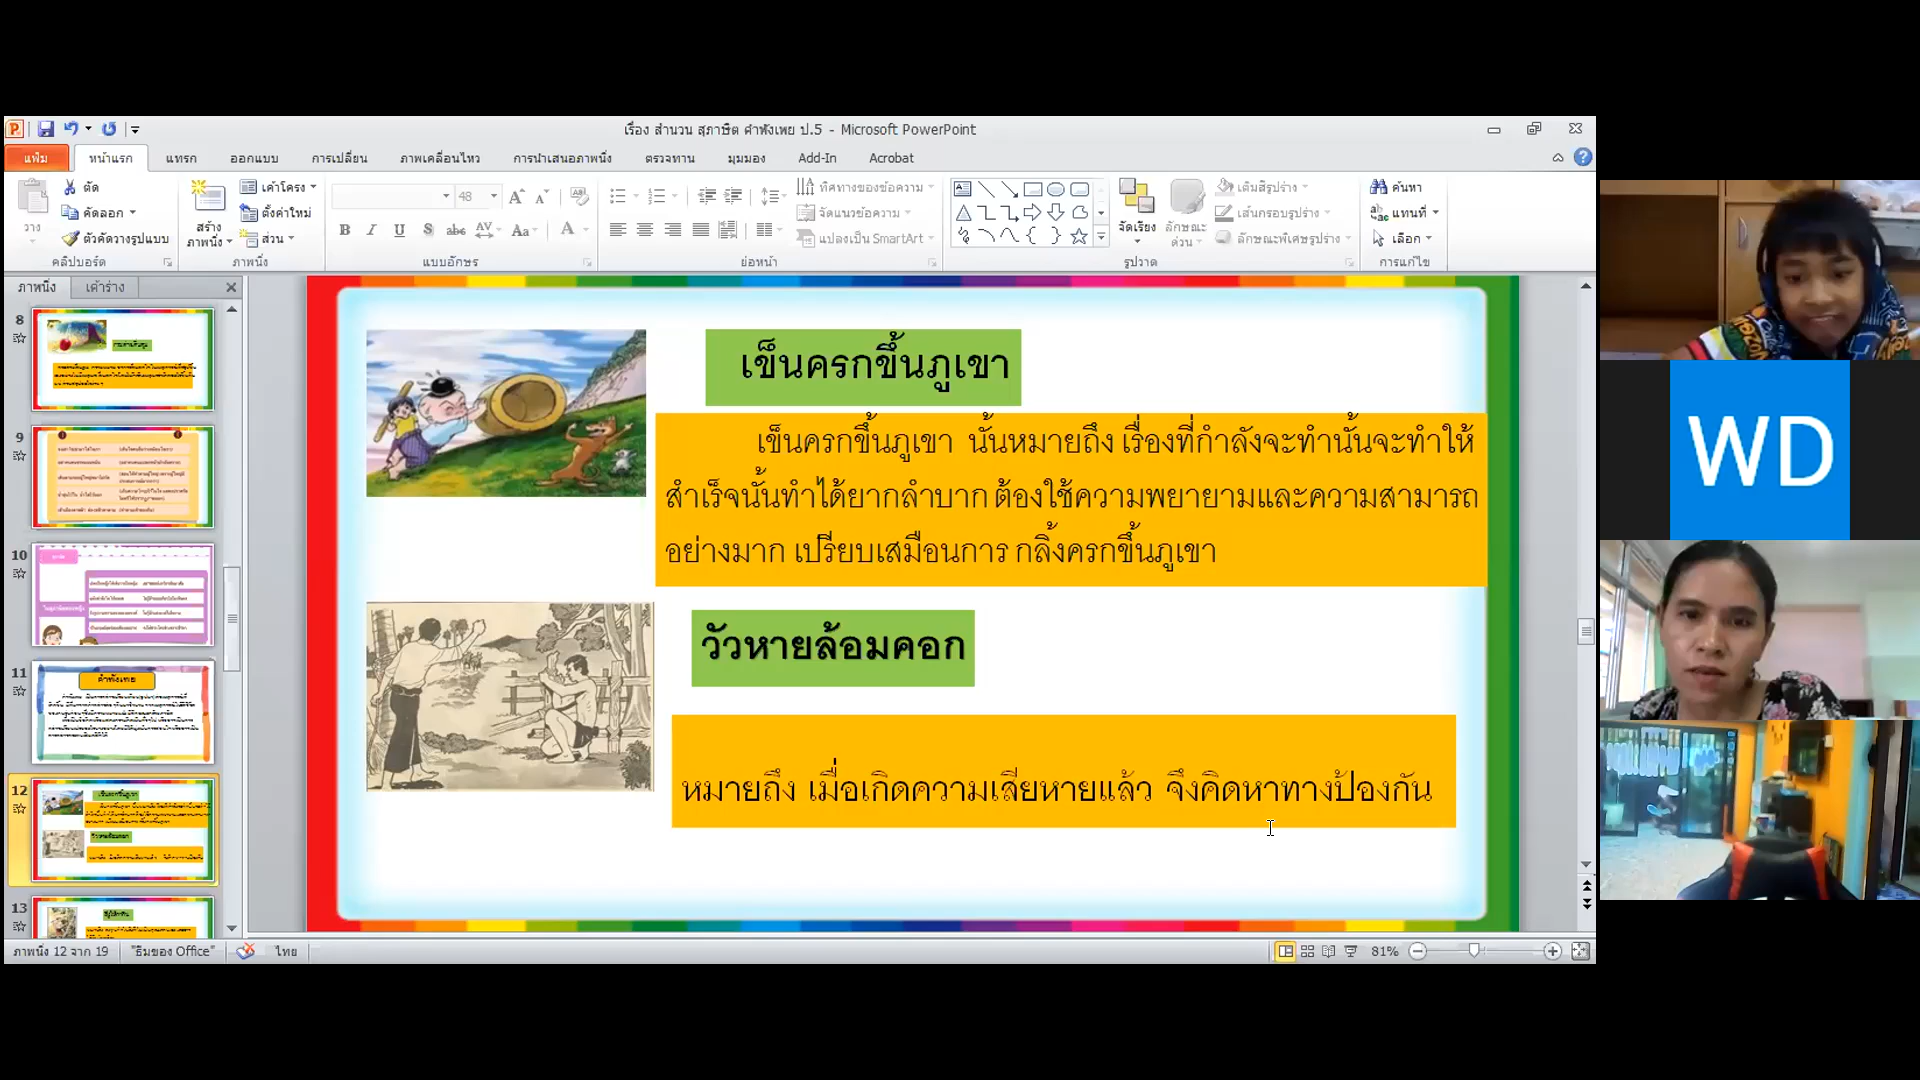 เรื่อง สำนวน สุภาษิต คำพังเพย ป.5 - Microsoft PowerPoint
แฟ้ม หน้าแรก แทรก ออกแบบ การเปลี่ยน ภาพเคลื่อนไหว การนำเสนอภาพนิ่ง ตรวจทาน มุมมอง Add-In Acrobat
วาง
ตัด
คัดลอก
ตัวคัดวางรูปแบบ
คลิปบอร์ด
สร้าง
ภาพนิ่ง
เค้าโครง
ตั้งค่าใหม่
ส่วน
ภาพนิ่ง
48
แบบอักษร
ทิศทางของข้อความ
จัดแนวข้อความ
แปลงเป็น SmartArt
ย่อหน้า
จัดเรียง
ลักษณะ
ด่วน
เติมสีรูปร่าง
เส้นกรอบรูปร่าง
ลักษณะพิเศษรูปร่าง
รูปวาด
ค้นหา
แทนที่
เลือก
การแก้ไข
ภาพนิ่ง เค้าร่าง
8
9
10
11
คำพังเพย
12
13
เข็นครกขึ้นภูเขา
เข็นครกขึ้นภูเขา นั้นหมายถึง เรื่องที่กำลังจะทำนั้นจะทำให้
สำเร็จนั้นทำได้ยากลำบาก ต้องใช้ความพยายามและความสามารถ
อย่างมาก เปรียบเสมือนการ กลิ้งครกขึ้นภูเขา
วัวหายล้อมคอก
หมายถึง เมื่อเกิดความเสียหายแล้ว จึงคิดหาทางป้องกัน
WD
ภาพนิ่ง 12 จาก 19 "ธีมของ Office" ไทย 81%